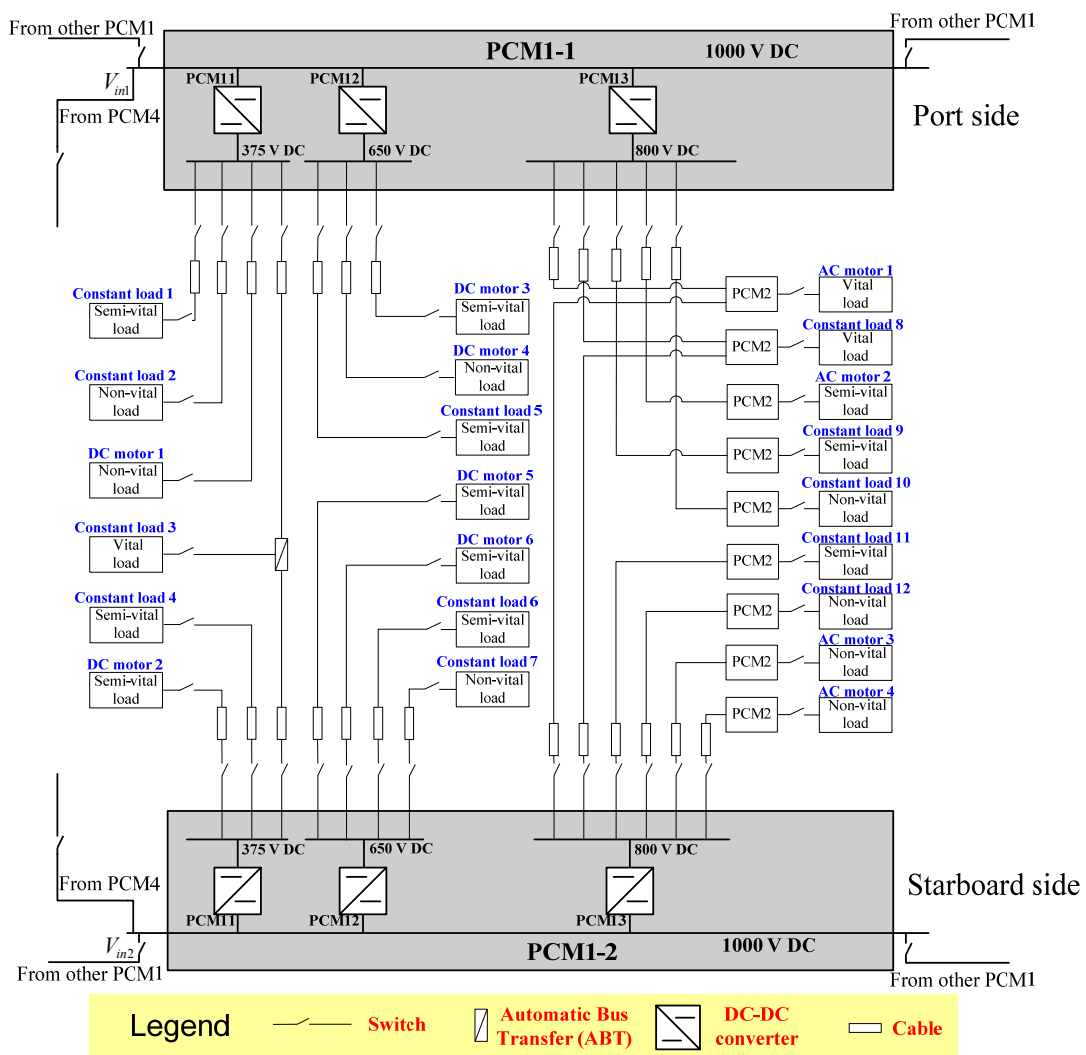 From other PCM1
PCM1-1
1000 V DC
From other PCM1
PCM11
PCM12
PCM13
Vin1
From PCM4
Port side
375 V DC
650 V DC
800 V DC
Constant load 1
Semi-vital
load
Constant load 2
Non-vital
load
DC motor 1
Non-vital
load
Constant load 3
Vital
load
Constant load 4
Semi-vital
load
DC motor 2
Semi-vital
load
DC motor 3
Semi-vital
load
DC motor 4
Non-vital
load
Constant load 5
Semi-vital
load
DC motor 5
Semi-vital
load
DC motor 6
Semi-vital
load
Constant load 6
Semi-vital
load
Constant load 7
Non-vital
load
AC motor 1
PCM2
Vital
load
Constant load 8
PCM2
Vital
load
AC motor 2
PCM2
Semi-vital
load
Constant load 9
PCM2
Semi-vital
load
Constant load 10
PCM2
Non-vital
load
Constant load 11
PCM2
Semi-vital
load
Constant load 12
PCM2
Non-vital
load
AC motor 3
PCM2
Non-vital
load
AC motor 4
PCM2
Non-vital
load
375 V DC
650 V DC
800 V DC
From PCM4
Starboard side
PCM11
PCM12
PCM13
Vin2
PCM1-2
1000 V DC
From other PCM1
From other PCM1
Legend
Switch
Automatic Bus
Transfer (ABT)
DC-DC
converter
Cable